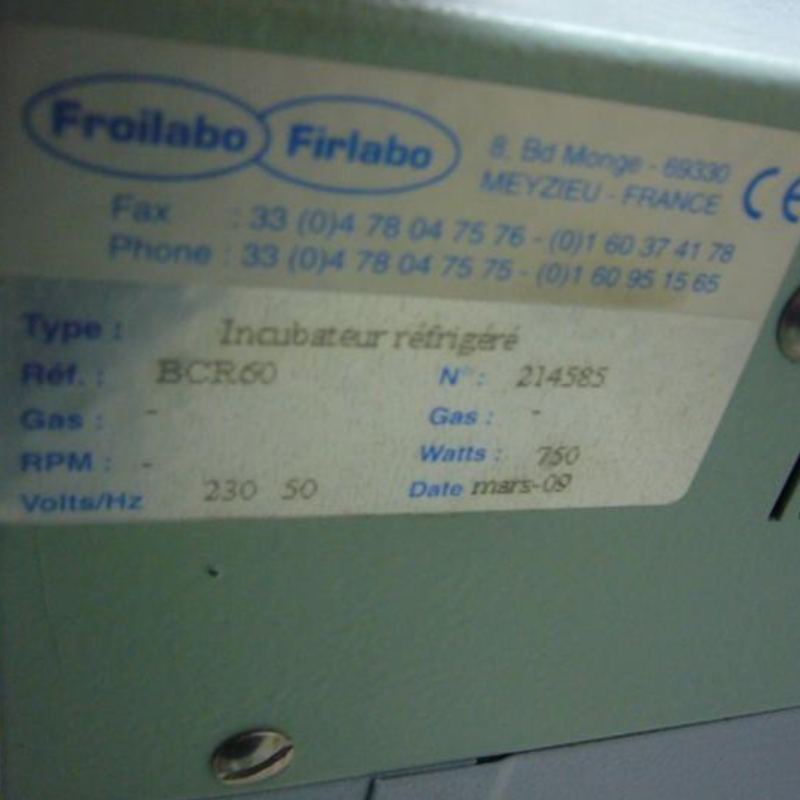 Froilabo Firlabo
8, Bd Monge - 69330
MEYZIEU - FRANCE
CE
Fax : 33 (0)4 78 04 75 76 - (0)1 60 37 41 78
Phone : 33 (0)4 78 04 75 75 - (0)1 60 95 15 65
Type : Incubateur réfrigéré
Réf. : BCR60 N° : 214585
Gas : - Gas : -
RPM : - Watts : 750
Volts/Hz 230 50 Date mars-09